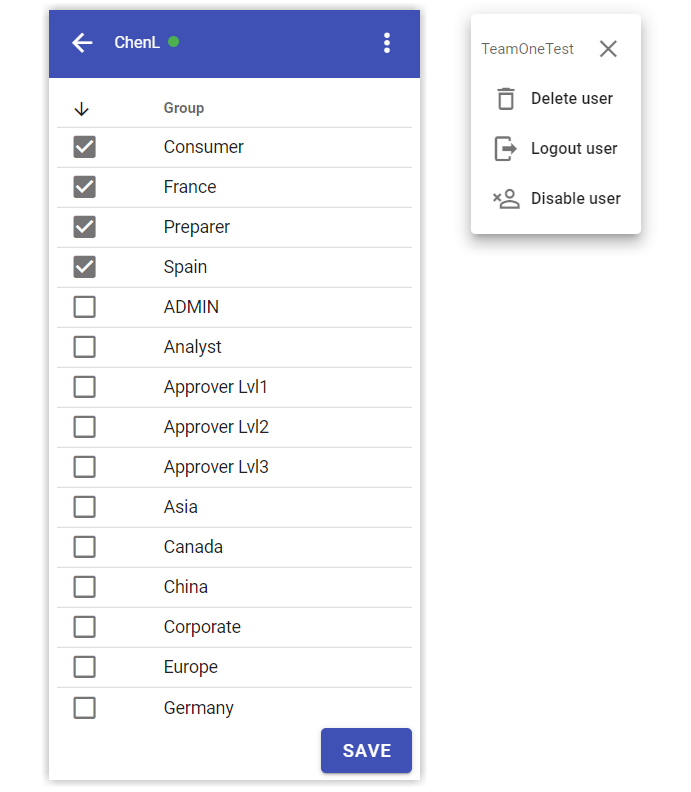 ChenL
Group
Consumer
France
Preparer
Spain
ADMIN
Analyst
Approver Lvl1
Approver Lvl2
Approver Lvl3
Asia
Canada
China
Corporate
Europe
Germany
SAVE
TeamOneTest
Delete user
Logout user
Disable user